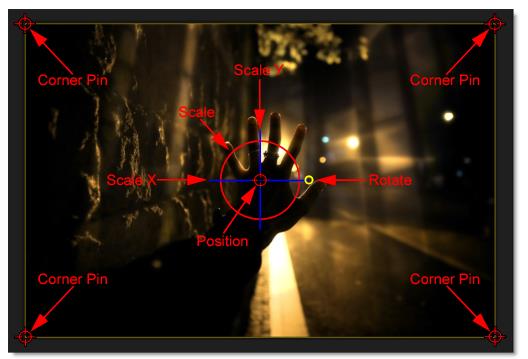 Scale Y
Corner Pin
Corner Pin
Scale
Scale X
Rotate
Position
Corner Pin
Corner Pin